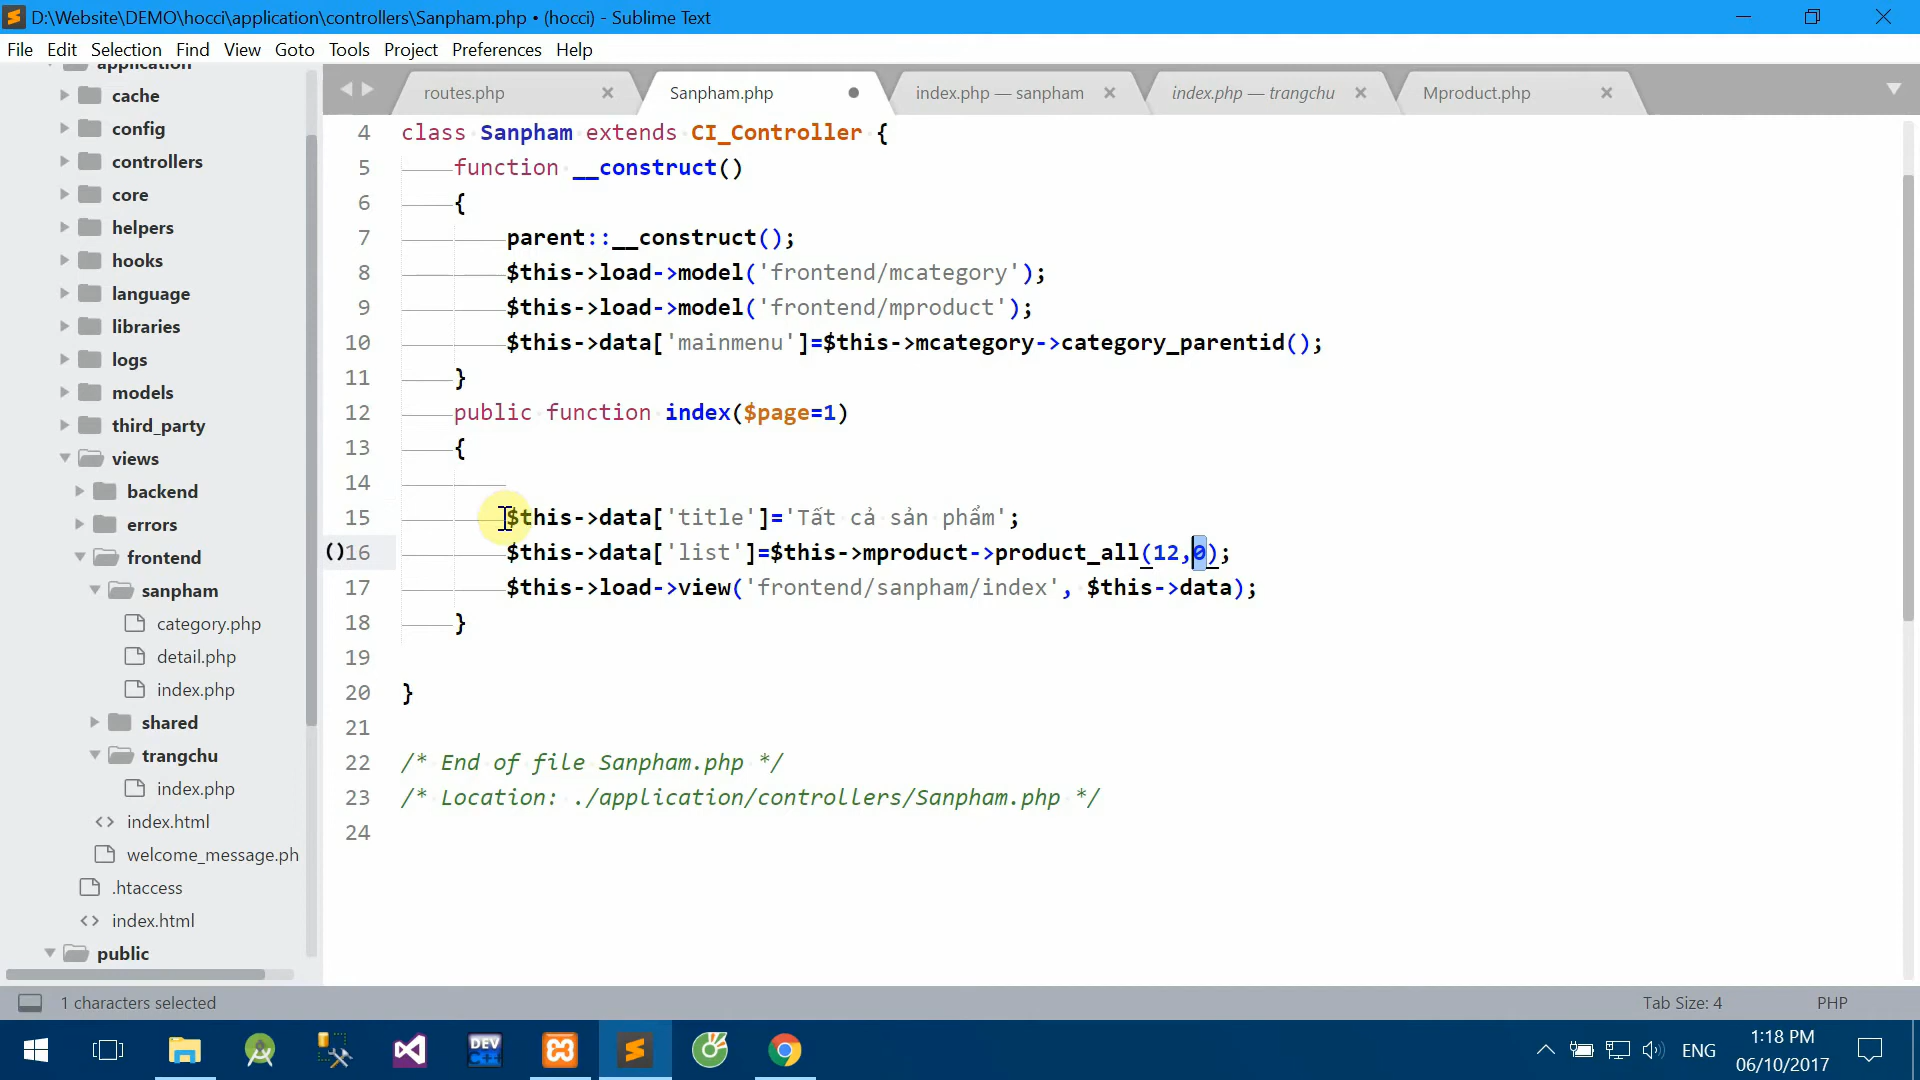 D:\Website\DEMO\hocci\application\controllers\Sanpham.php • (hocci) - Sublime Text
File Edit Selection Find View Goto Tools Project Preferences Help
application
cache
config
controllers
core
helpers
hooks
language
libraries
logs
models
third_party
views
backend
errors
frontend
sanpham
category.php
detail.php
index.php
shared
trangchu
index.php
index.html
welcome_message.ph
.htaccess
index.html
public
routes.php
Sanpham.php
index.php — sanpham
index.php — trangchu
Mproduct.php
4 class Sanpham extends CI_Controller {
5 function __construct()
6 {
7 parent::__construct();
8 $this->load->model('frontend/mcategory');
9 $this->load->model('frontend/mproduct');
10 $this->data['mainmenu']=$this->mcategory->category_parentid();
11 }
12 public function index($page=1)
13 {
14
15 $this->data['title']='Tất cả sản phẩm';
()16 $this->data['list']=$this->mproduct->product_all(12,0);
17 $this->load->view('frontend/sanpham/index', $this->data);
18 }
19
20 }
21
22 /* End of file Sanpham.php */
23 /* Location: ./application/controllers/Sanpham.php */
24
1 characters selected
Tab Size: 4
PHP
DEV
C++
ENG
1:18 PM
06/10/2017